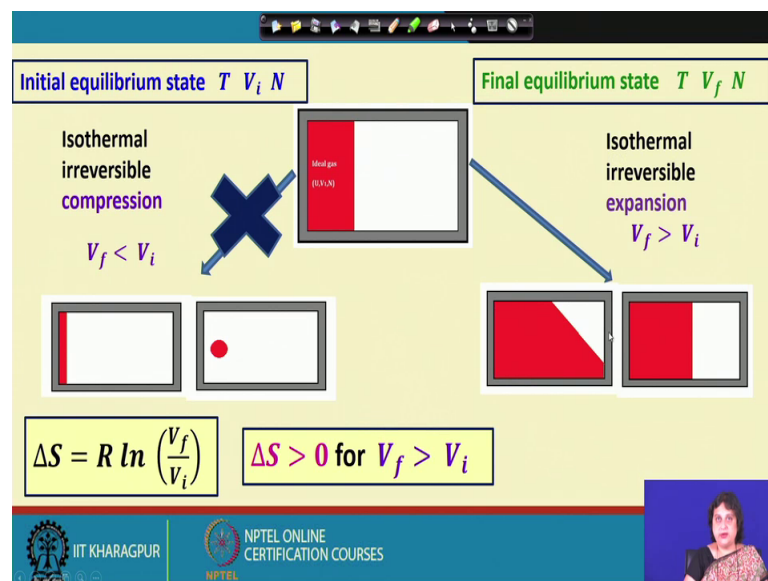 Initial equilibrium state T V_i N
Final equilibrium state T V_f N
Isothermal
irreversible
compression
V_f < V_i
Ideal gas
(U,V1,N)
Isothermal
irreversible
expansion
V_f > V_i
ΔS = R ln (V_f/V_i)
ΔS > 0 for V_f > V_i
IIT KHARAGPUR
NPTEL
NPTEL ONLINE
CERTIFICATION COURSES